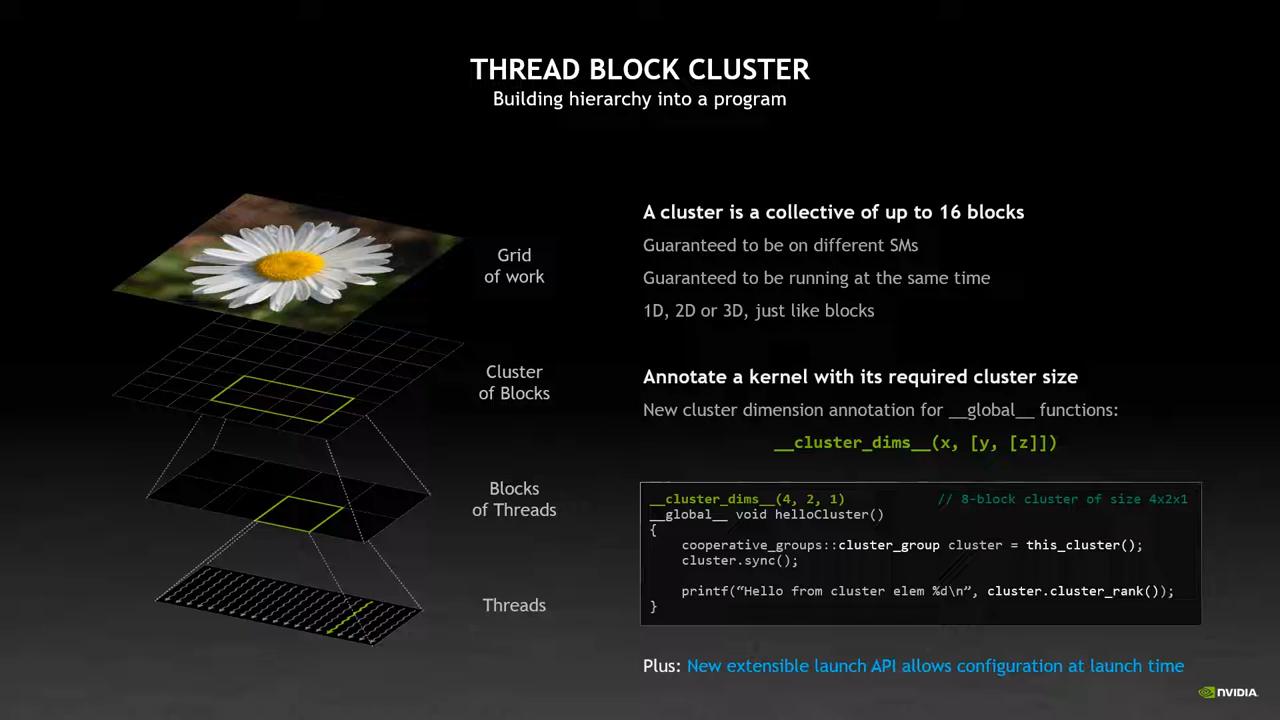 THREAD BLOCK CLUSTER
Building hierarchy into a program
Grid
of work
Cluster
of Blocks
Blocks
of Threads
Threads
A cluster is a collective of up to 16 blocks
Guaranteed to be on different SMs
Guaranteed to be running at the same time
1D, 2D or 3D, just like blocks
Annotate a kernel with its required cluster size
New cluster dimension annotation for __global__ functions:
__cluster_dims__(x, [y, [z]])
__cluster_dims__(4, 2, 1) // 8-block cluster of size 4x2x1
__global__ void helloCluster()
{
cooperative_groups::cluster_group cluster = this_cluster();
cluster.sync();
printf(“Hello from cluster elem %d\n”, cluster.cluster_rank());
}
Plus: New extensible launch API allows configuration at launch time
NVIDIA.